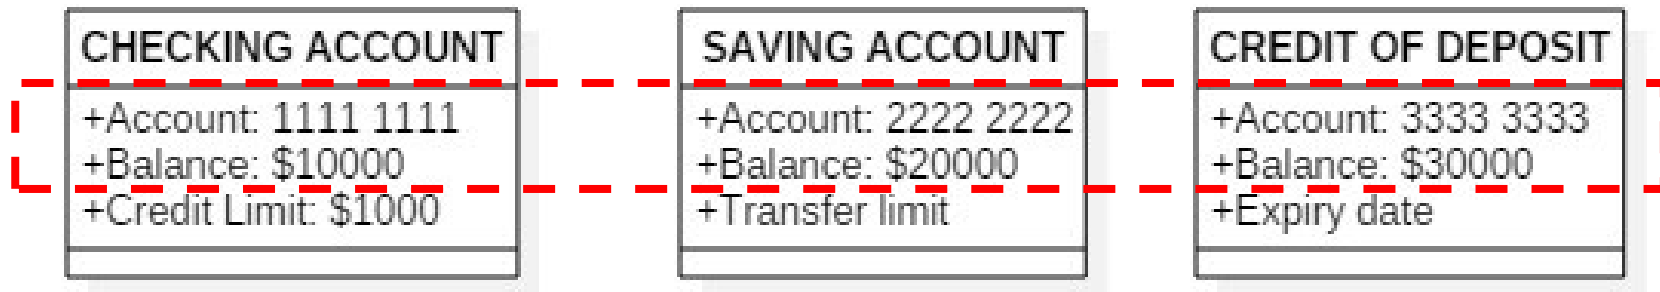 CHECKING ACCOUNT
+Account: 1111 1111
+Balance: $10000
+Credit Limit: $1000
SAVING ACCOUNT
+Account: 2222 2222
+Balance: $20000
+Transfer limit
CREDIT OF DEPOSIT
+Account: 3333 3333
+Balance: $30000
+Expiry date